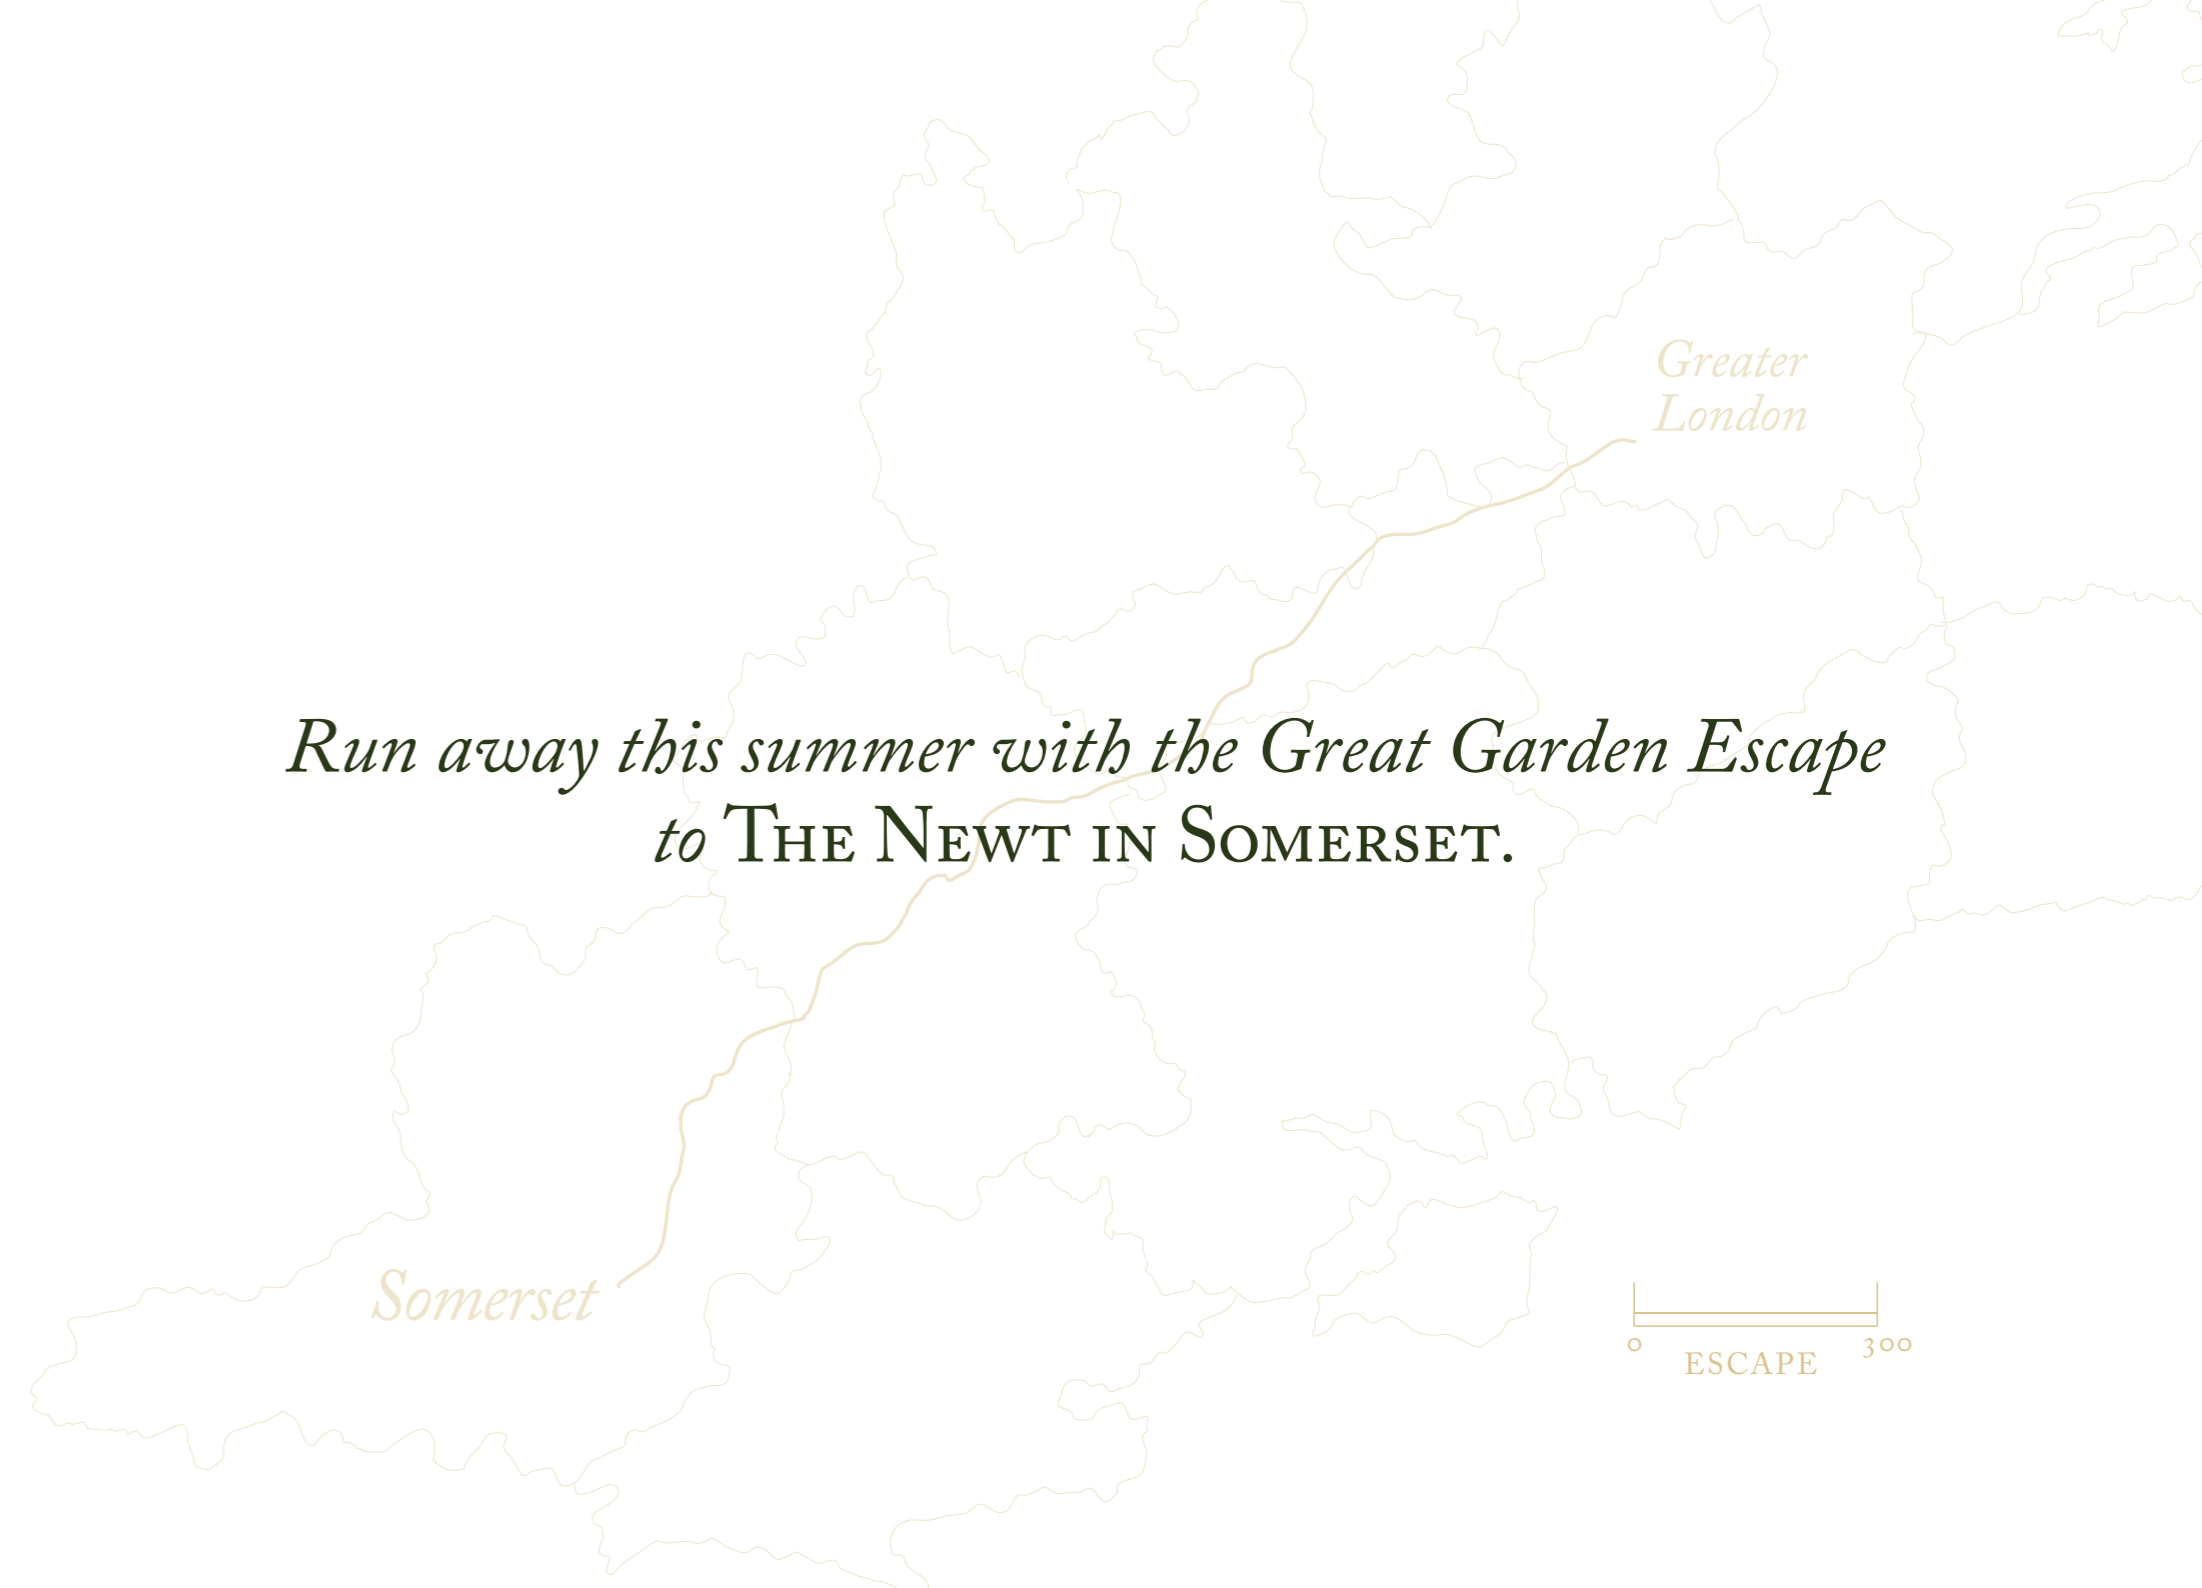 Greater
London
Run away this summer with the Great Garden Escape
to The Newt in Somerset.
Somerset
0 300
ESCAPE